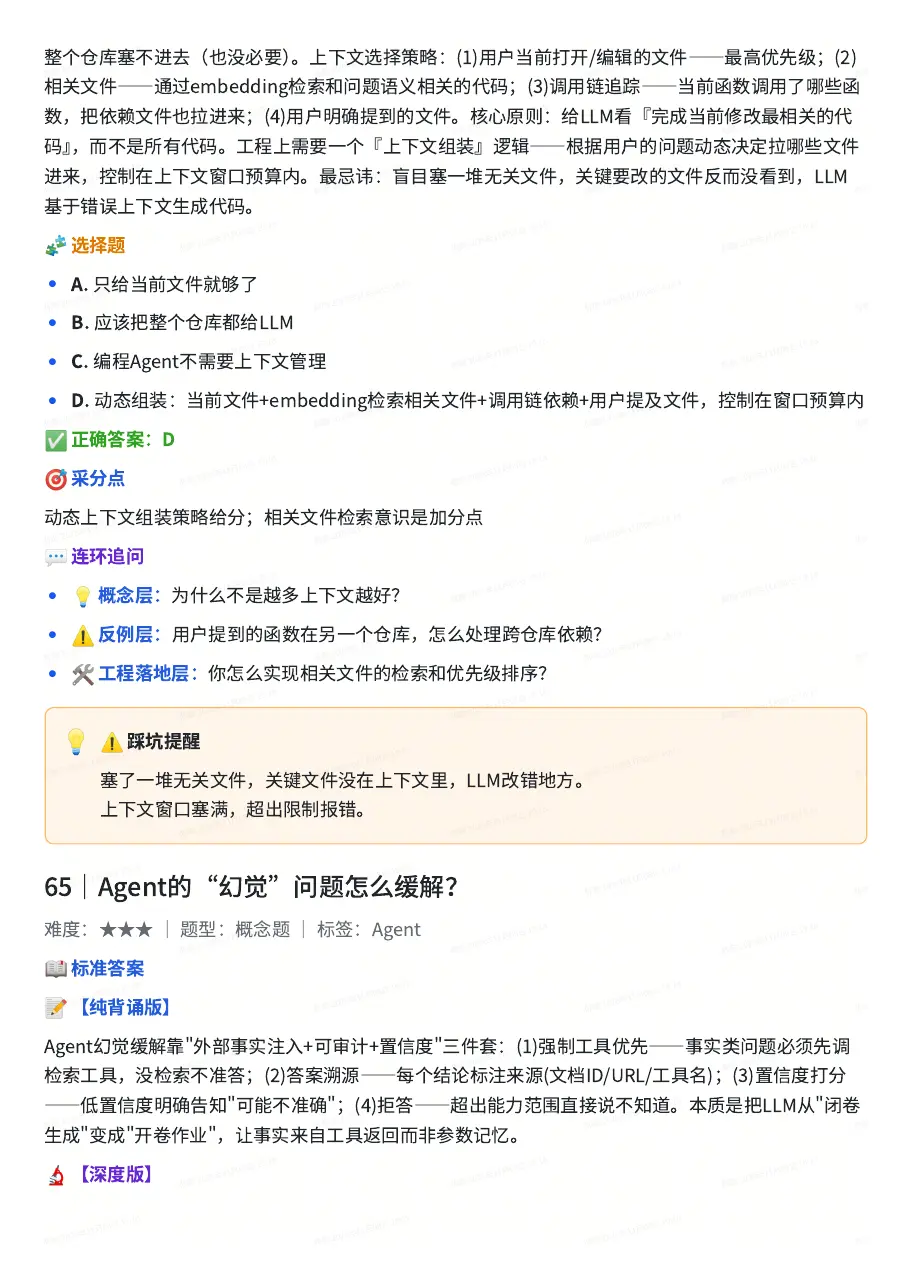 整个仓库塞不进去（也没必要）。上下文选择策略：(1)用户当前打开/编辑的文件——最高优先级；(2)
相关文件——通过embedding检索和问题语义相关的代码；(3)调用链追踪——当前函数调用了哪些函
数，把依赖文件也拉进来；(4)用户明确提到的文件。核心原则：给LLM看『完成当前修改最相关的代
码』，而不是所有代码。工程上需要一个『上下文组装』逻辑——根据用户的问题动态决定拉哪些文件
进来，控制在上下文窗口预算内。最忌讳：盲目塞一堆无关文件，关键要改的文件反而没看到，LLM
基于错误上下文生成代码。
🧩 选择题
• A. 只给当前文件就够了
• B. 应该把整个仓库都给LLM
• C. 编程Agent不需要上下文管理
• D. 动态组装：当前文件+embedding检索相关文件+调用链依赖+用户提及文件，控制在窗口预算内
✅ 正确答案：D
🎯 采分点
动态上下文组装策略给分；相关文件检索意识是加分点
💬 连环追问
• 💡 概念层：为什么不是越多上下文越好？
• ⚠️ 反例层：用户提到的函数在另一个仓库，怎么处理跨仓库依赖？
• 🛠️ 工程落地层：你怎么实现相关文件的检索和优先级排序？
💡 ⚠️ 踩坑提醒
塞了一堆无关文件，关键文件没在上下文里，LLM改错地方。
上下文窗口塞满，超出限制报错。
65｜Agent的“幻觉”问题怎么缓解？
难度：★★★ ｜ 题型：概念题 ｜ 标签：Agent
📖 标准答案
📝 【纯背诵版】
Agent幻觉缓解靠"外部事实注入+可审计+置信度"三件套：(1)强制工具优先——事实类问题必须先调
检索工具，没检索不准答；(2)答案溯源——每个结论标注来源(文档ID/URL/工具名)；(3)置信度打分
——低置信度明确告知"可能不准确"；(4)拒答——超出能力范围直接说不知道。本质是把LLM从"闭卷
生成"变成"开卷作业"，让事实来自工具返回而非参数记忆。
🔬 【深度版】